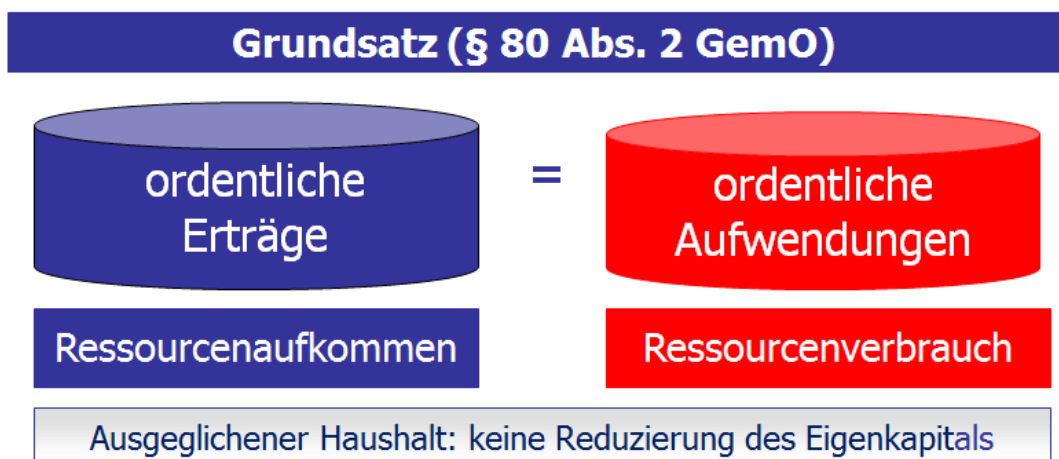 Grundsatz (§ 80 Abs. 2 GemO)
ordentliche
Erträge
=
ordentliche
Aufwendungen
Ressourcenaufkommen
Ressourcenverbrauch
Ausgeglichener Haushalt: keine Reduzierung des Eigenkapitals